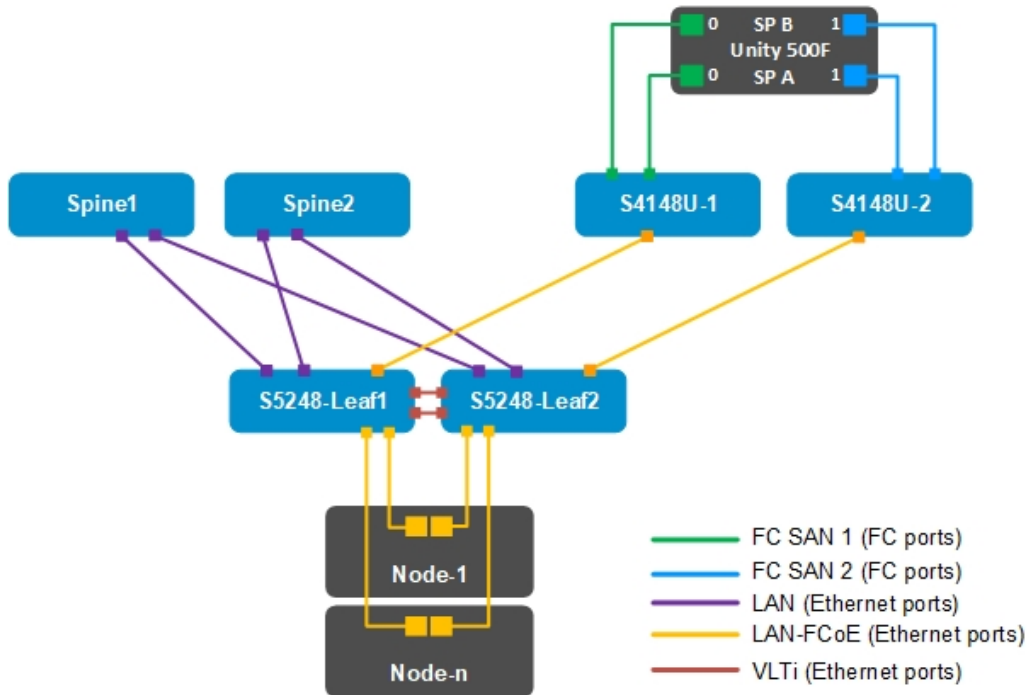 0 SP B 1
Unity 500F
0 SP A 1
Spine1 Spine2 S4148U-1 S4148U-2
S5248-Leaf1 S5248-Leaf2
Node-1
Node-n
FC SAN 1 (FC ports)
FC SAN 2 (FC ports)
LAN (Ethernet ports)
LAN-FCoE (Ethernet ports)
VLTi (Ethernet ports)